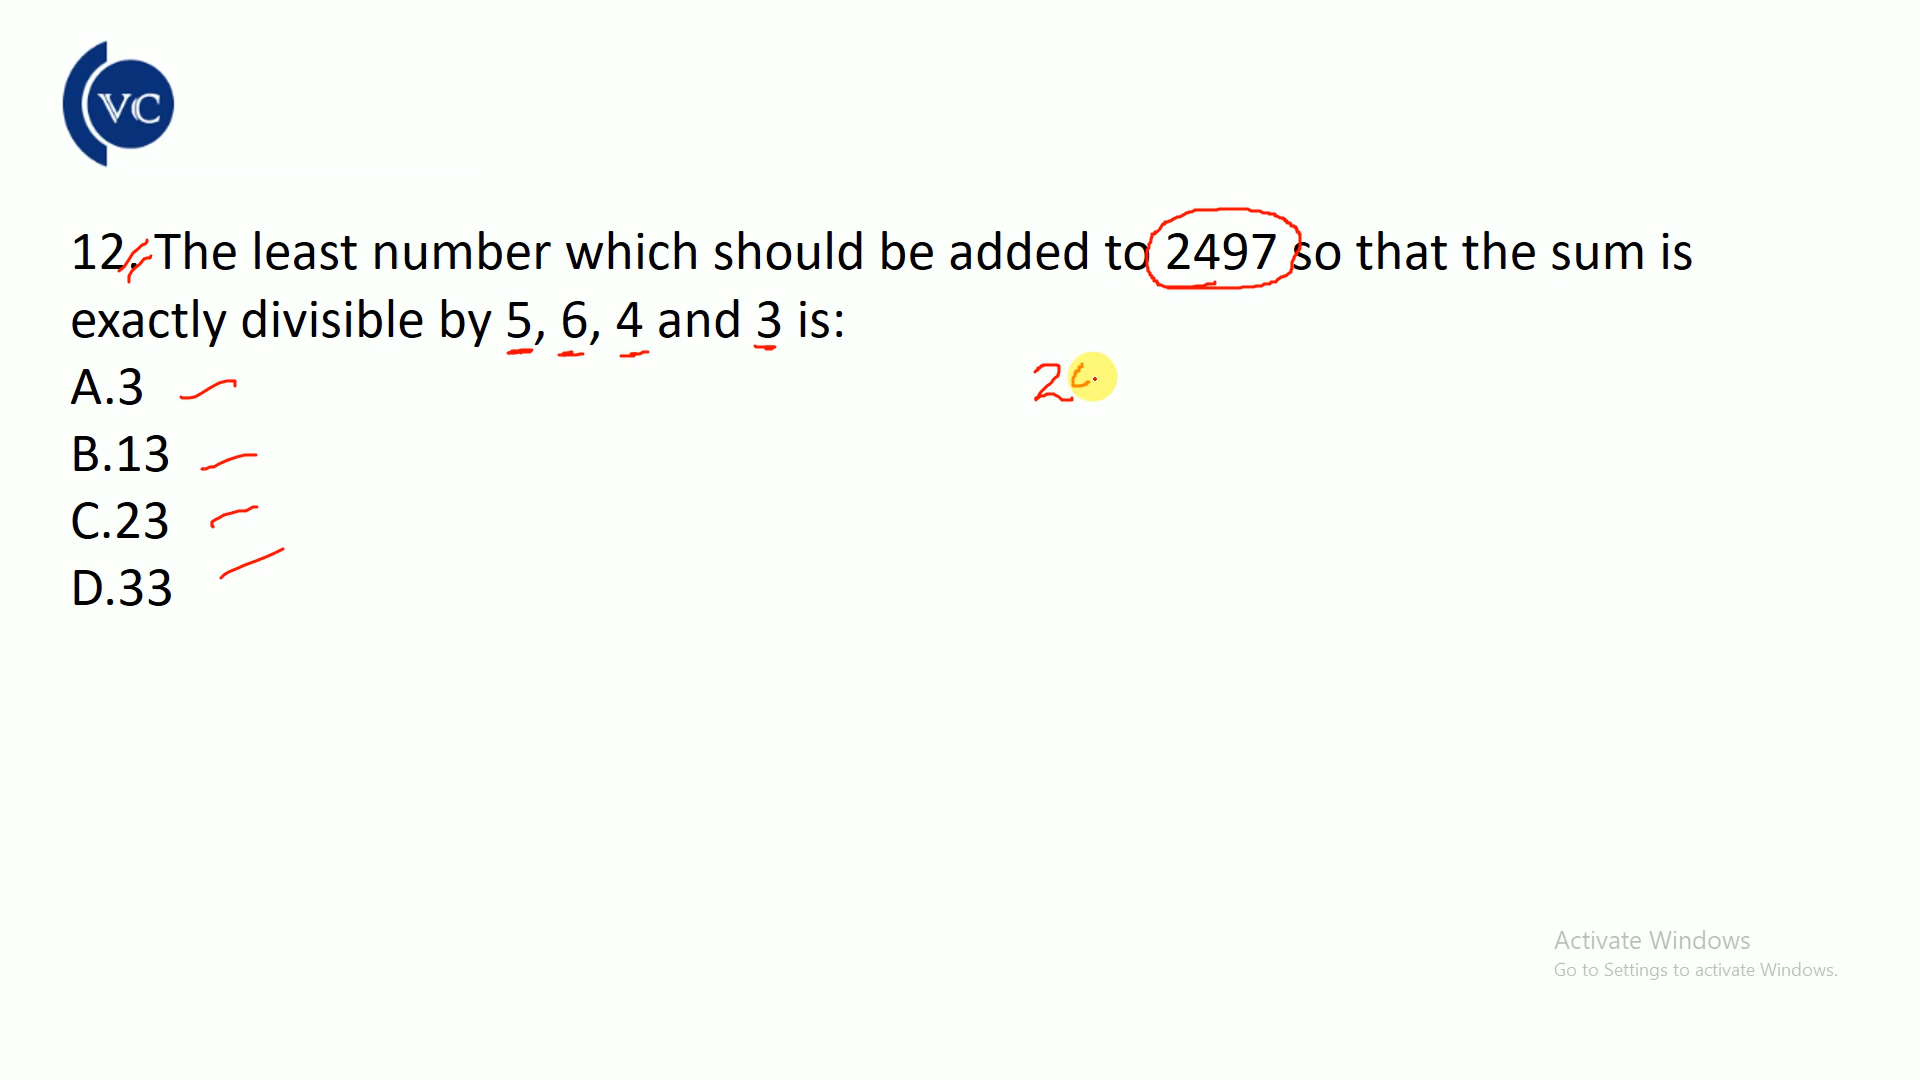 VC
12. The least number which should be added to 2497 so that the sum is
exactly divisible by 5, 6, 4 and 3 is:
A.3
2
B.13
C.23
D.33
Activate Windows
Go to Settings to activate Windows.